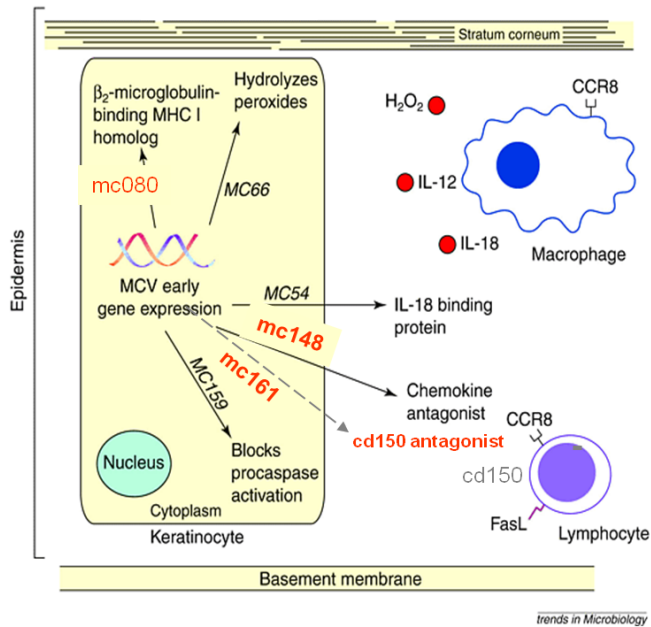 Stratum corneum
β₂-microglobulin-
binding MHC I
homolog
Hydrolyzes
peroxides
mc080
MC66
H₂O₂
CCR8
IL-12
IL-18
Macrophage
Epidermis
MCV early
gene expression
MC54
IL-18 binding
protein
mc148
mc161
MC159
Chemokine
antagonist
cd150 antagonist
CCR8
cd150
Nucleus
Blocks
procaspase
activation
FasL
Lymphocyte
Cytoplasm
Keratinocyte
Basement membrane
trends in Microbiology